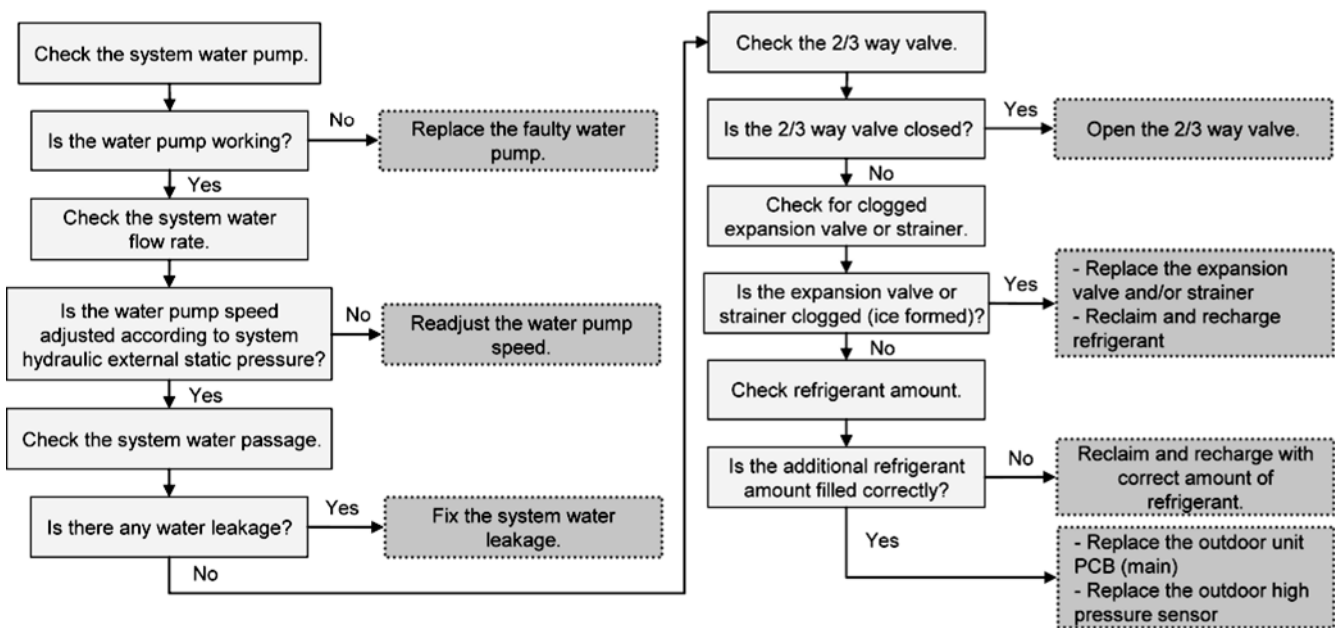 Check the system water pump.
Is the water pump working?
No
Replace the faulty water
pump.
Yes
Check the system water
flow rate.
Is the water pump speed
adjusted according to system
hydraulic external static pressure?
No
Readjust the water pump
speed.
Yes
Check the system water passage.
Is there any water leakage?
Yes
Fix the system water
leakage.
No
Check the 2/3 way valve.
Is the 2/3 way valve closed?
Yes
Open the 2/3 way valve.
No
Check for clogged
expansion valve or strainer.
Is the expansion valve or
strainer clogged (ice formed)?
Yes
- Replace the expansion
valve and/or strainer
- Reclaim and recharge
refrigerant
No
Check refrigerant amount.
Is the additional refrigerant
amount filled correctly?
No
Reclaim and recharge with
correct amount of
refrigerant.
Yes
- Replace the outdoor unit
PCB (main)
- Replace the outdoor high
pressure sensor